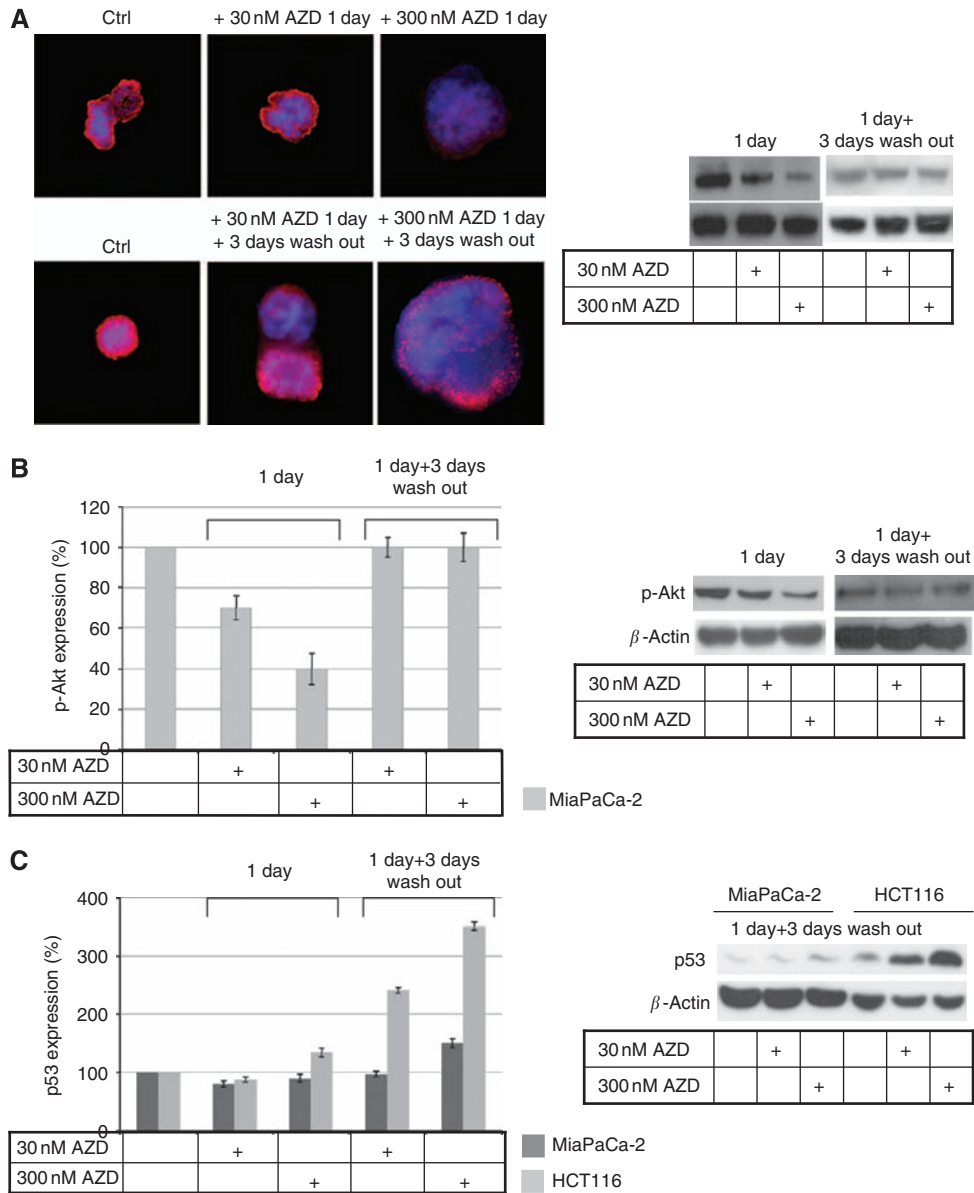 A
Ctrl
+ 30 nM AZD 1 day
+ 300 nM AZD 1 day
Ctrl
+ 30 nM AZD 1 day
+ 3 days wash out
+ 300 nM AZD 1 day
+ 3 days wash out
1 day
1 day+
3 days wash out
30 nM AZD + +
300 nM AZD + +
B
1 day
1 day+3 days
wash out
p-Akt expression (%)
120
100
80
60
40
20
0
30 nM AZD + +
300 nM AZD + +
MiaPaCa-2
1 day
1 day+
3 days wash out
p-Akt
β-Actin
30 nM AZD + +
300 nM AZD + +
C
1 day
1 day+3 days
wash out
p53 expression (%)
400
300
200
100
0
30 nM AZD + +
300 nM AZD + +
MiaPaCa-2
HCT116
MiaPaCa-2 HCT116
1 day+3 days wash out
p53
β-Actin
30 nM AZD + +
300 nM AZD + +